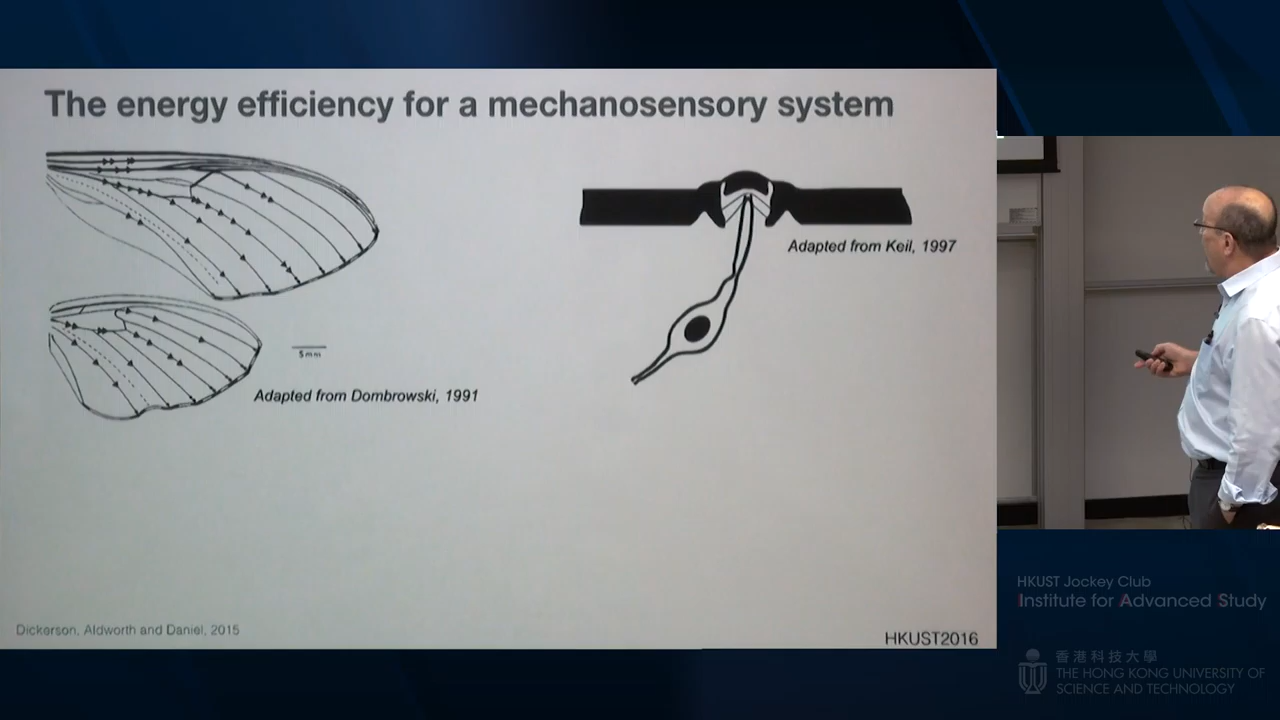 The energy efficiency for a mechanosensory system
Adapted from Keil, 1997
5mm
Adapted from Dombrowski, 1991
Dickerson, Aldworth and Daniel, 2015
HKUST2016
HKUST Jockey Club
Institute for Advanced Study
香港科技大學
THE HONG KONG UNIVERSITY OF
SCIENCE AND TECHNOLOGY